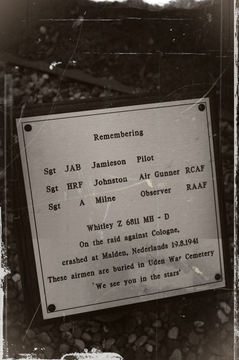 Remembering
Sgt JAB Jamieson Pilot
Sgt HRF Johnston Air Gunner RCAF
Sgt A Milne Observer RAAF
Whitley Z 6811 MH - D
On the raid against Cologne,
crashed at Malden, Nederlands 19.8.1941
These airmen are buried in Uden War Cemetery
'We see you in the stars'